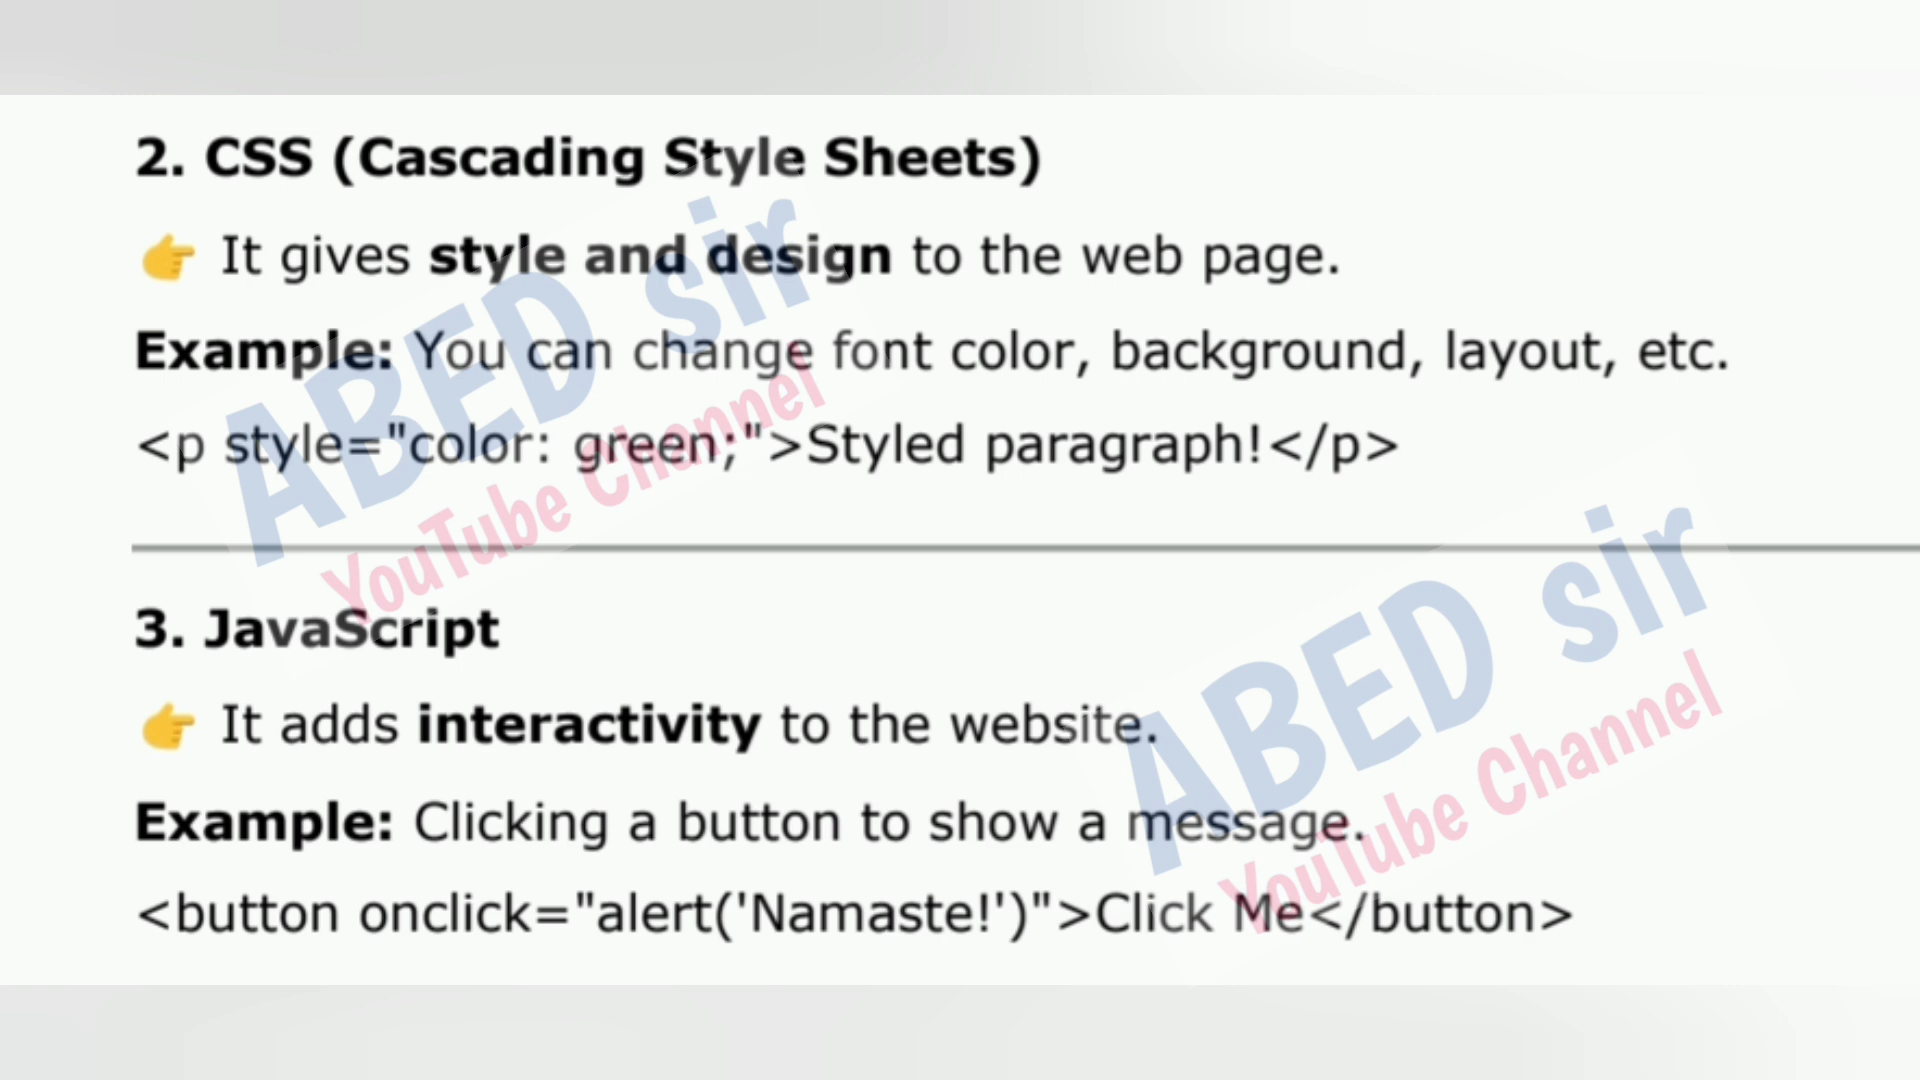 2. CSS (Cascading Style Sheets)
👉 It gives style and design to the web page.
Example: You can change font color, background, layout, etc.
<p style="color: green;">Styled paragraph!</p>
3. JavaScript
👉 It adds interactivity to the website.
Example: Clicking a button to show a message.
<button onclick="alert('Namaste!')">Click Me</button>
ABED sir
YouTube Channel
ABED sir
YouTube Channel